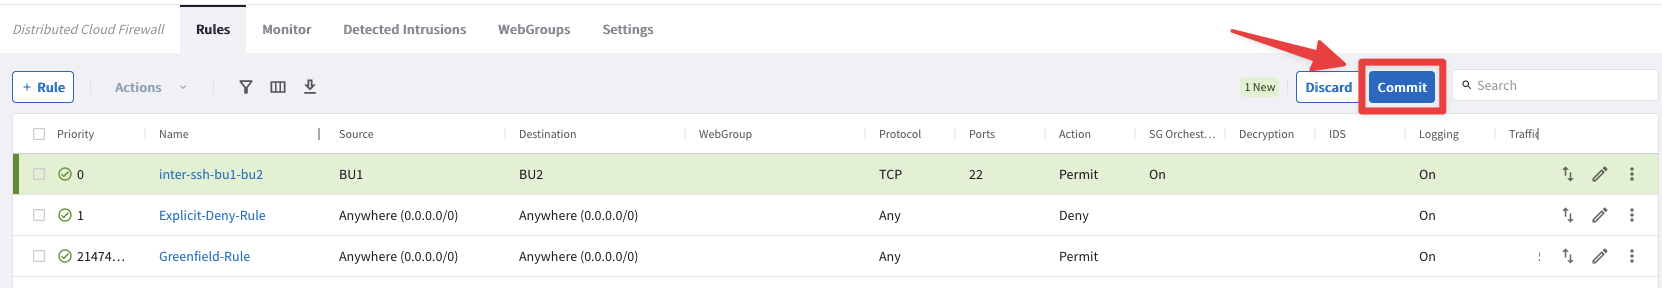 Distributed Cloud Firewall Rules Monitor Detected Intrusions WebGroups Settings
+ Rule Actions 1 New Discard Commit Search
Priority Name Source Destination WebGroup Protocol Ports Action SG Orchest... Decryption IDS Logging Traffic
0 inter-ssh-bu1-bu2 BU1 BU2 TCP 22 Permit On On
1 Explicit-Deny-Rule Anywhere (0.0.0.0/0) Anywhere (0.0.0.0/0) Any Deny On
21474... Greenfield-Rule Anywhere (0.0.0.0/0) Anywhere (0.0.0.0/0) Any Permit On